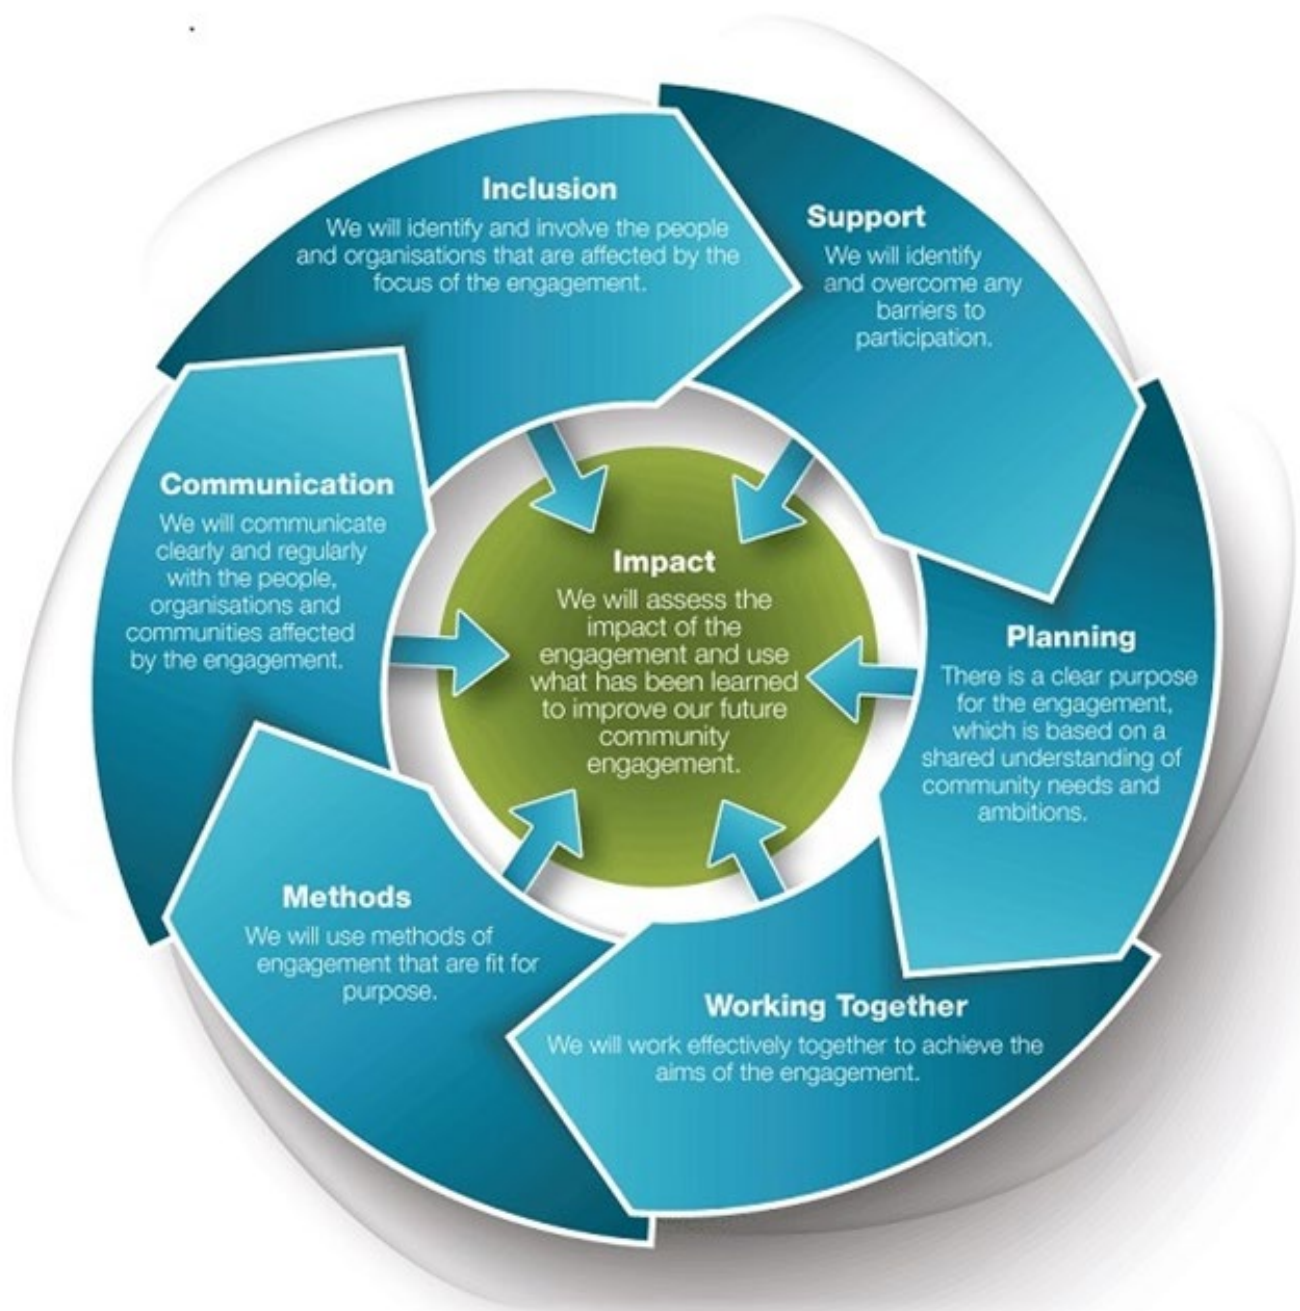 Inclusion
We will identify and involve the people
and organisations that are affected by the
focus of the engagement.
Support
We will identify
and overcome any
barriers to
participation.
Planning
There is a clear purpose
for the engagement,
which is based on a
shared understanding of
community needs and
ambitions.
Working Together
We will work effectively together to achieve the
aims of the engagement.
Methods
We will use methods of
engagement that are fit for
purpose.
Communication
We will communicate
clearly and regularly
with the people,
organisations and
communities affected
by the engagement.
Impact
We will assess the
impact of the
engagement and use
what has been learned
to improve our future
community
engagement.